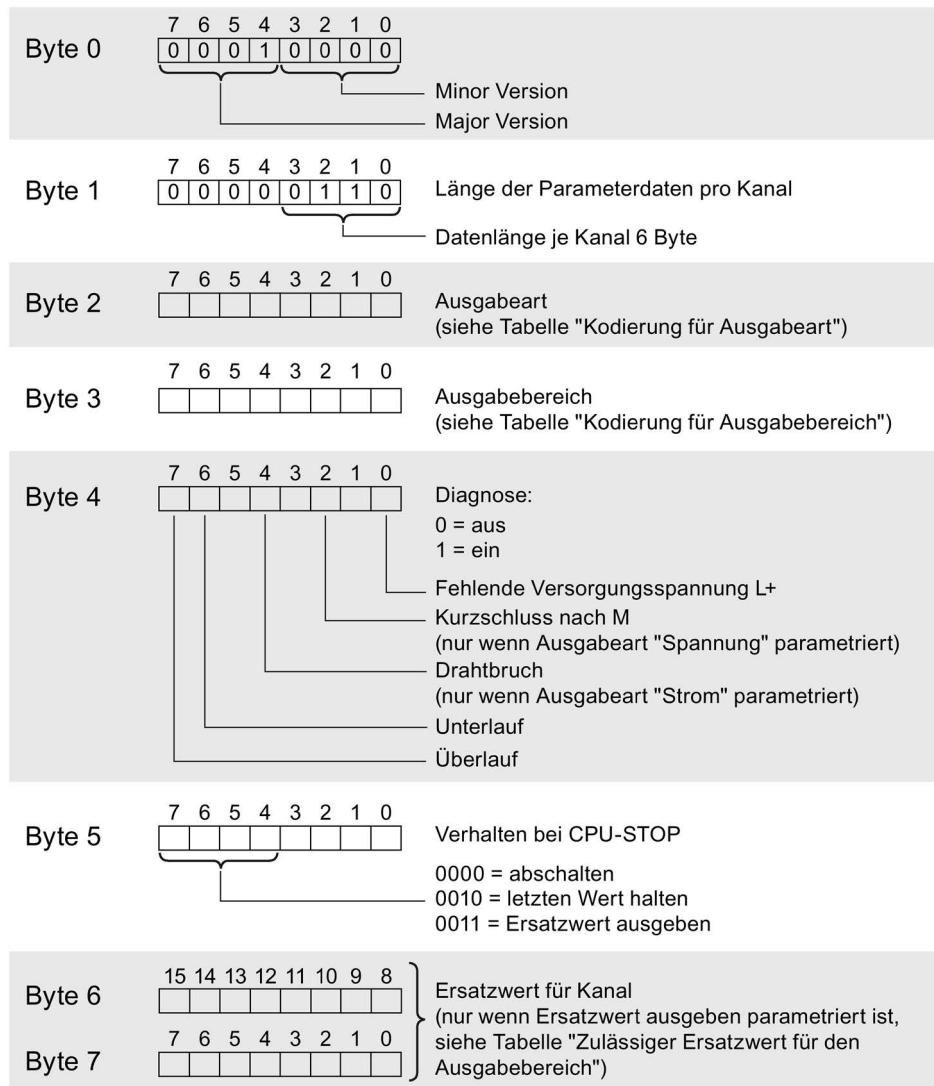 7 6 5 4 3 2 1 0
Byte 0
0 0 0 1 0 0 0 0
Minor Version
Major Version
7 6 5 4 3 2 1 0
Byte 1
0 0 0 0 0 1 1 0
Länge der Parameterdaten pro Kanal
Datenlänge je Kanal 6 Byte
7 6 5 4 3 2 1 0
Byte 2
Ausgabeart
(siehe Tabelle "Kodierung für Ausgabeart")
7 6 5 4 3 2 1 0
Byte 3
Ausgabebereich
(siehe Tabelle "Kodierung für Ausgabebereich")
7 6 5 4 3 2 1 0
Byte 4
Diagnose:
0 = aus
1 = ein
Fehlende Versorgungsspannung L+
Kurzschluss nach M
(nur wenn Ausgabeart "Spannung" parametriert)
Drahtbruch
(nur wenn Ausgabeart "Strom" parametriert)
Unterlauf
Überlauf
7 6 5 4 3 2 1 0
Byte 5
Verhalten bei CPU-STOP
0000 = abschalten
0010 = letzten Wert halten
0011 = Ersatzwert ausgeben
15 14 13 12 11 10 9 8
Byte 6
7 6 5 4 3 2 1 0
Byte 7
Ersatzwert für Kanal
(nur wenn Ersatzwert ausgeben parametriert ist,
siehe Tabelle "Zulässiger Ersatzwert für den
Ausgabebereich")